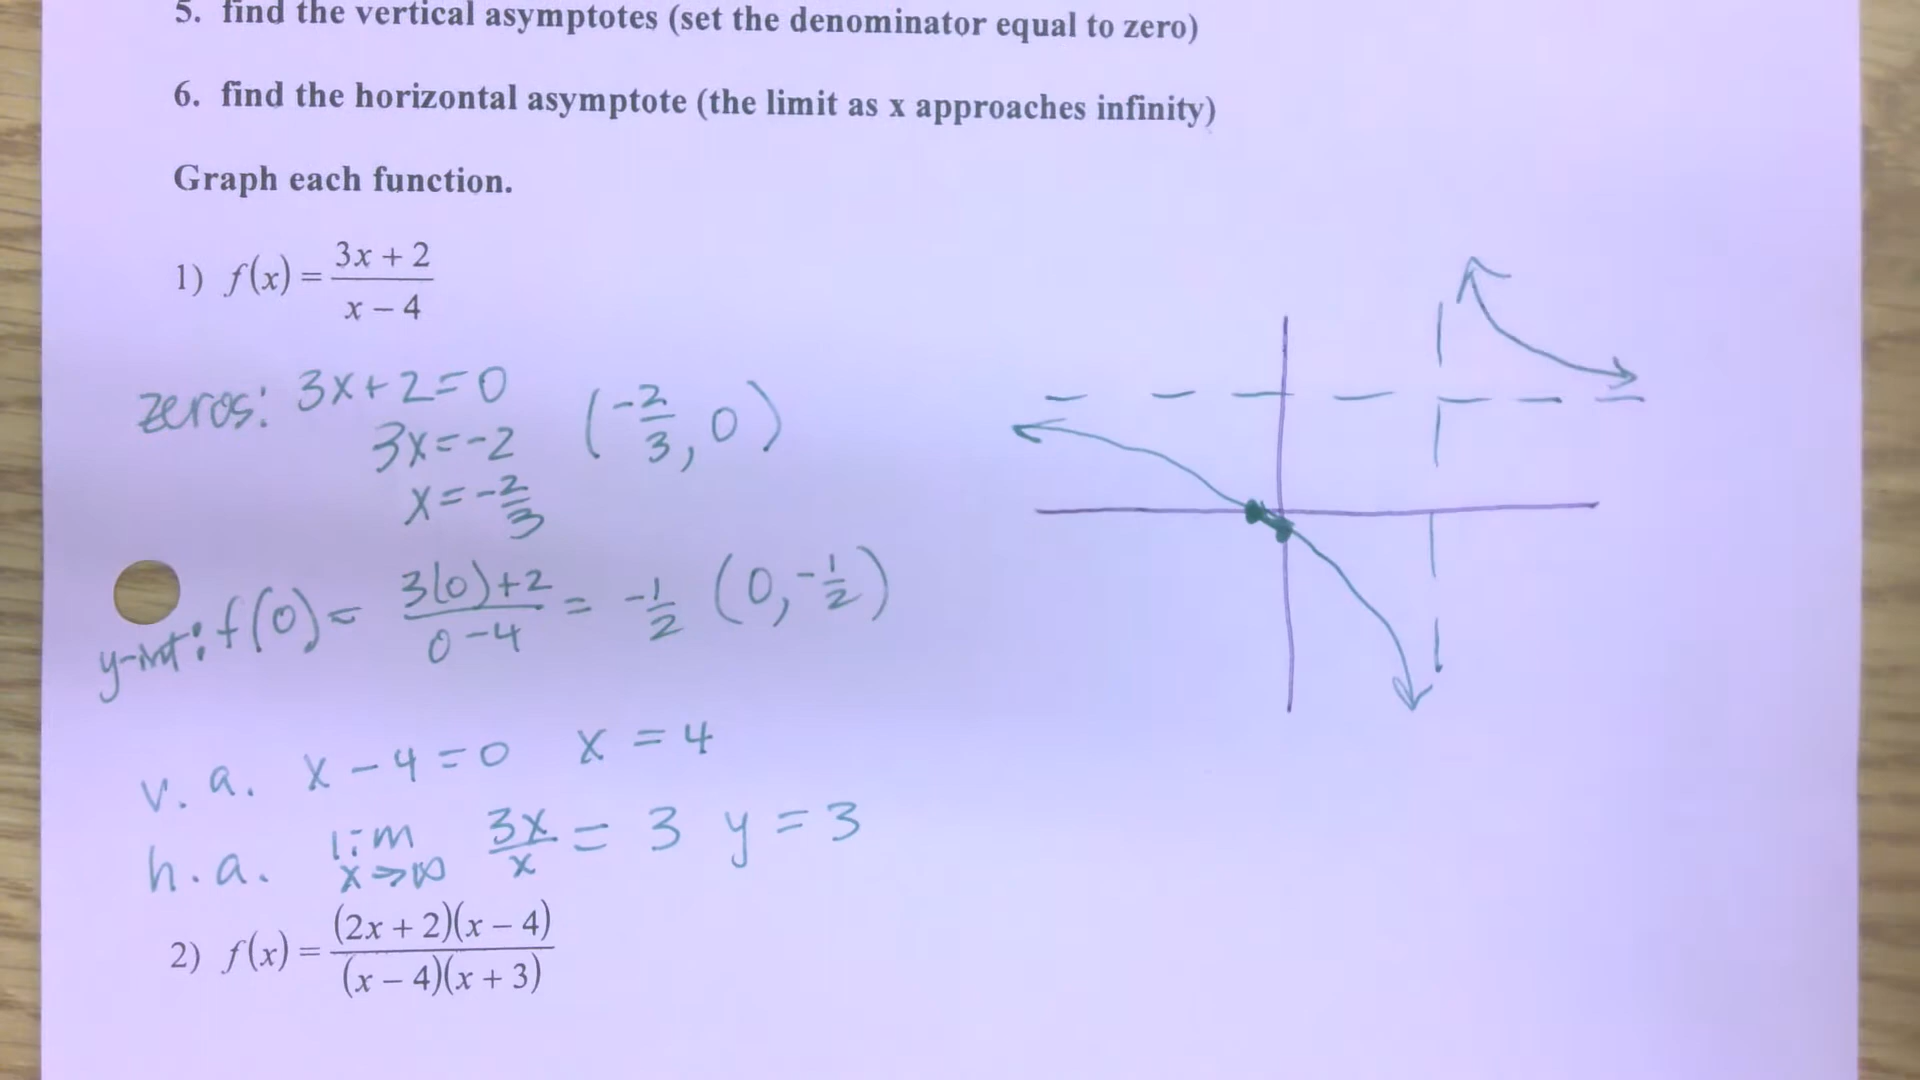 5. find the vertical asymptotes (set the denominator equal to zero)
6. find the horizontal asymptote (the limit as x approaches infinity)
Graph each function.
1) f(x) = (3x + 2)/(x − 4)
zeros: 3x+2=0
3x=-2 (-2/3, 0)
x=-2/3
y-int: f(0)= (3(0)+2)/(0-4) = -1/2 (0,-1/2)
v.a. x-4=0 x=4
h.a. lim x→∞ 3x/x = 3 y=3
2) f(x) = ((2x + 2)(x − 4))/((x − 4)(x + 3))